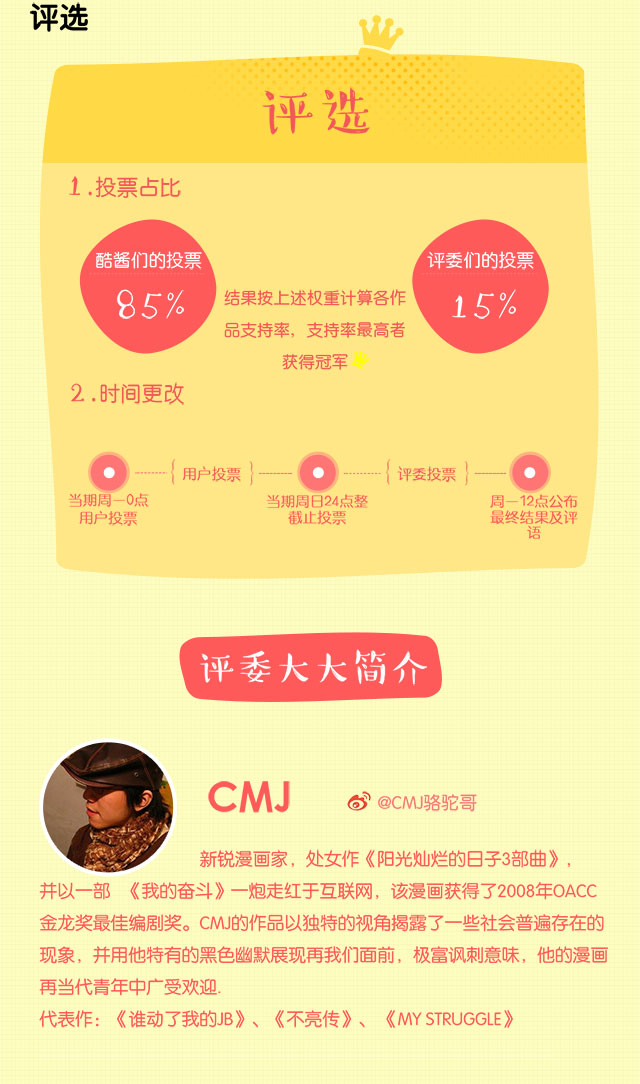 评选
评选
1.投票占比
酷酱们的投票
85%
评委们的投票
15%
结果按上述权重计算各作
品支持率，支持率最高者
获得冠军
2.时间更改
用户投票
评委投票
当期周一0点
用户投票
当期周日24点整
截止投票
周一12点公布
最终结果及评
语
评委大大简介
CMJ
@CMJ骆驼哥
新锐漫画家，处女作《阳光灿烂的日子3部曲》，
并以一部 《我的奋斗》一炮走红于互联网，该漫画获得了2008年OACC
金龙奖最佳编剧奖。CMJ的作品以独特的视角揭露了一些社会普遍存在的
现象，并用他特有的黑色幽默展现再我们面前，极富讽刺意味，他的漫画
再当代青年中广受欢迎.
代表作：《谁动了我的JB》、《不亮传》、《MY STRUGGLE》